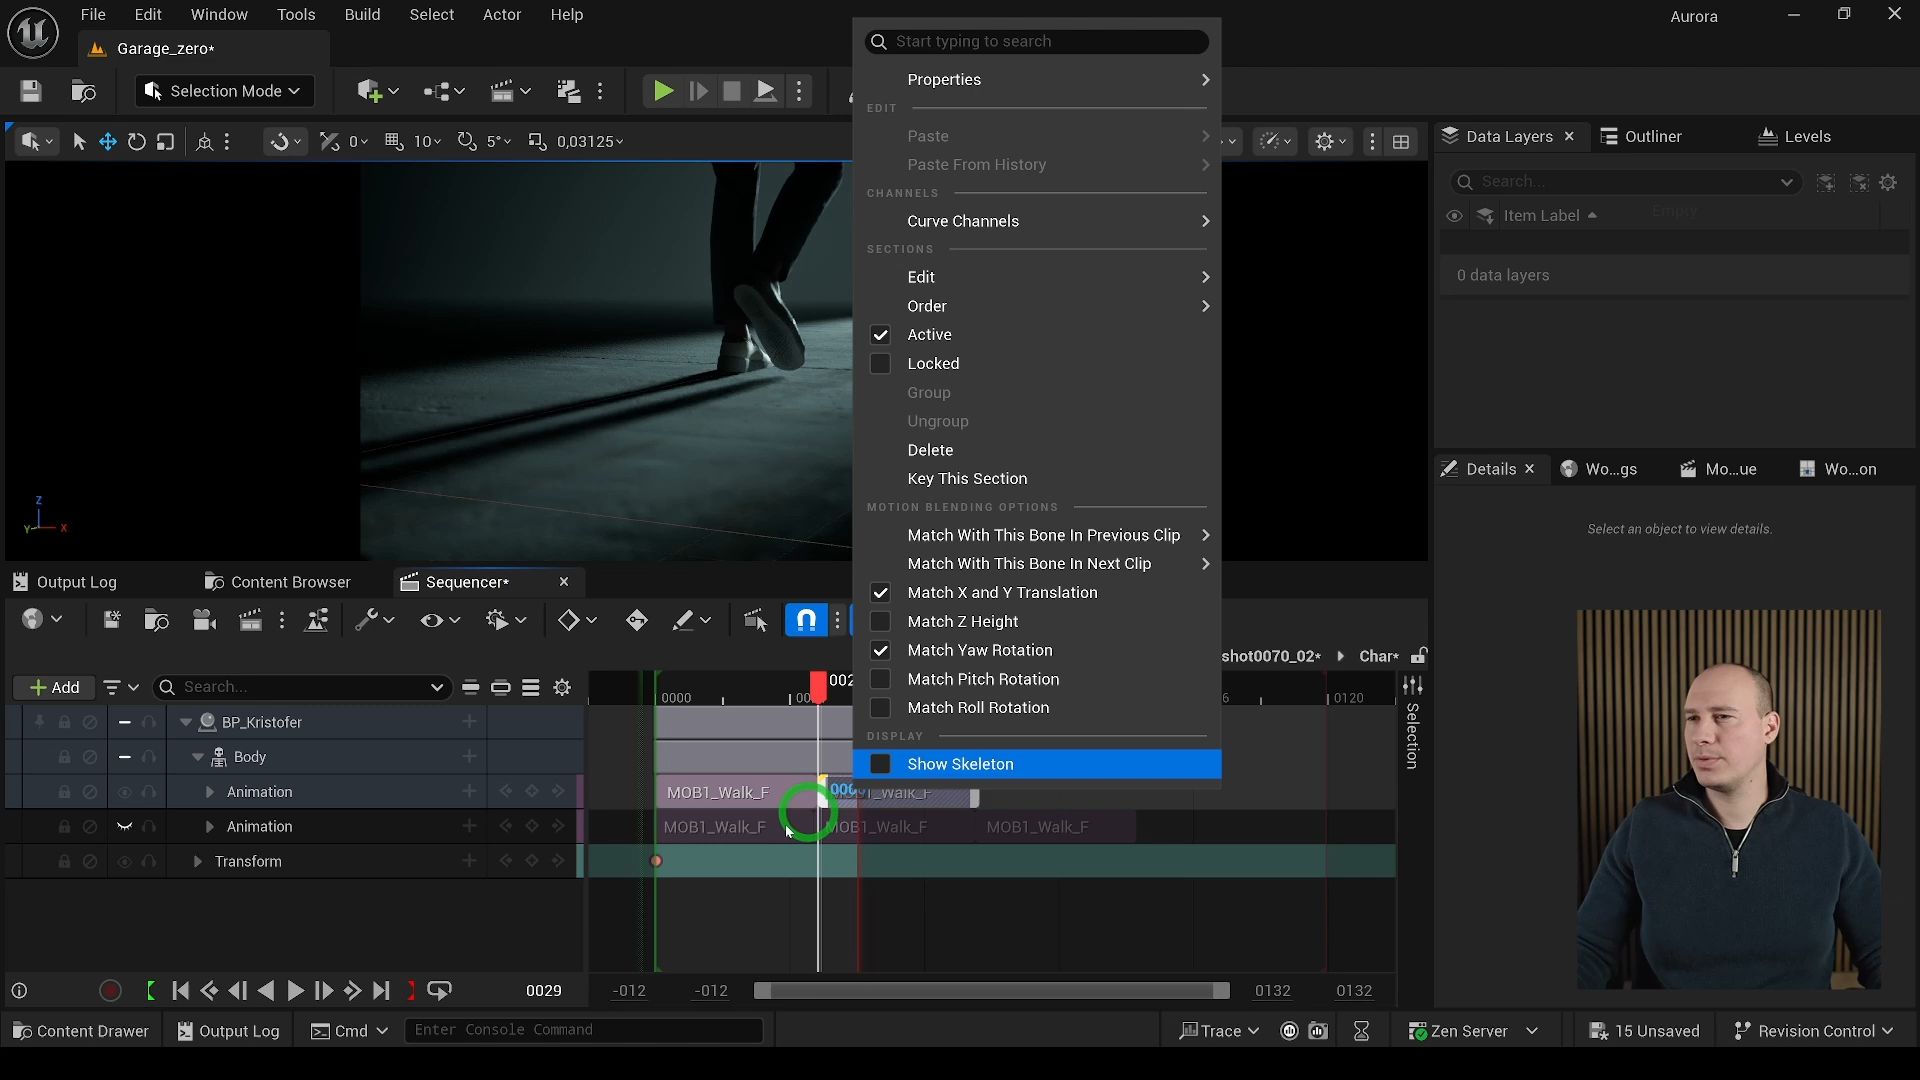 File Edit Window Tools Build Select Actor Help
Aurora
Garage_zero*
Selection Mode
0 10 5° 0,03125
Start typing to search
Properties
EDIT
Paste
Paste From History
CHANNELS
Curve Channels
SECTIONS
Edit
Order
Active
Locked
Group
Ungroup
Delete
Key This Section
MOTION BLENDING OPTIONS
Match With This Bone In Previous Clip
Match With This Bone In Next Clip
Match X and Y Translation
Match Z Height
Match Yaw Rotation
Match Pitch Rotation
Match Roll Rotation
DISPLAY
Show Skeleton
Data Layers Outliner Levels
Search...
Item Label
Empty
0 data layers
Details Wo...gs Mo...ue Wo...on
Select an object to view details.
Z
Y X
Output Log Content Browser Sequencer*
shot0070_02* Char*
Add Search...
0000 0120
Selection
BP_Kristofer
Body
Animation MOB1_Walk_F MOB1_Walk_F
Animation MOB1_Walk_F MOB1_Walk_F MOB1_Walk_F
Transform
0029 -012 -012 0132 0132
Content Drawer Output Log Cmd Enter Console Command Trace Zen Server 15 Unsaved Revision Control